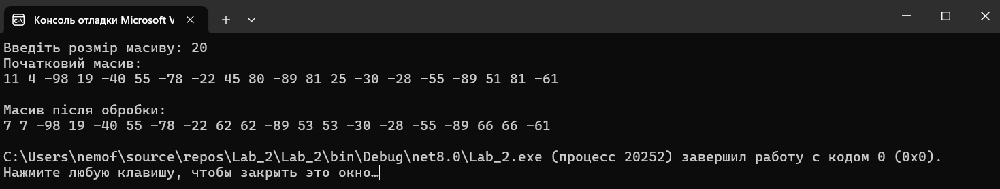 Консоль отладки Microsoft V
Введіть розмір масиву: 20
Початковий масив:
11 4 -98 19 -40 55 -78 -22 45 80 -89 81 25 -30 -28 -55 -89 51 81 -61
Масив після обробки:
7 7 -98 19 -40 55 -78 -22 62 62 -89 53 53 -30 -28 -55 -89 66 66 -61
C:\Users\nemof\source\repos\Lab_2\Lab_2\bin\Debug\net8.0\Lab_2.exe (процесс 20252) завершил работу с кодом 0 (0x0).
Нажмите любую клавишу, чтобы закрыть это окно…